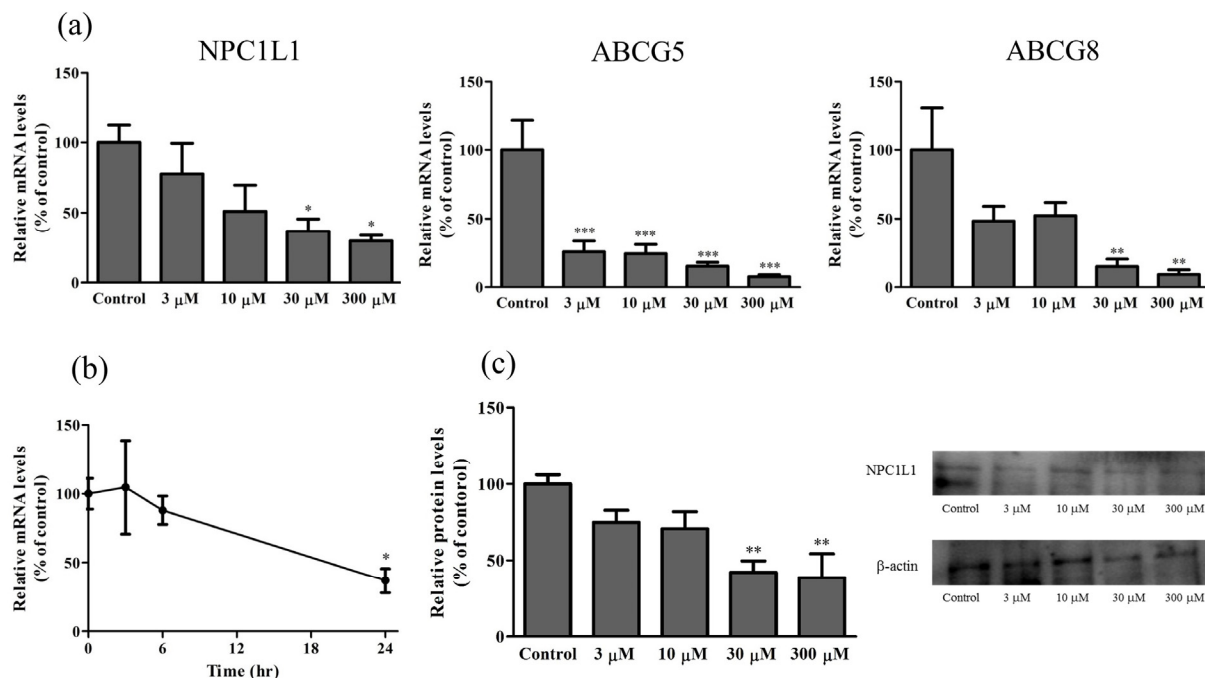 (a)
NPC1L1
ABCG5
ABCG8
Relative mRNA levels
(% of control)
150
100
50
0
Control 3 μM 10 μM 30 μM 300 μM
* *
Relative mRNA levels
(% of control)
150
100
50
0
Control 3 μM 10 μM 30 μM 300 μM
*** *** *** ***
Relative mRNA levels
(% of control)
150
100
50
0
Control 3 μM 10 μM 30 μM 300 μM
** **
(b)
Relative mRNA levels
(% of control)
150
100
50
0
0 6 12 18 24
Time (hr)
*
(c)
Relative protein levels
(% of contorol)
150
100
50
0
Control 3 μM 10 μM 30 μM 300 μM
** **
NPC1L1
Control 3 μM 10 μM 30 μM 300 μM
β-actin
Control 3 μM 10 μM 30 μM 300 μM